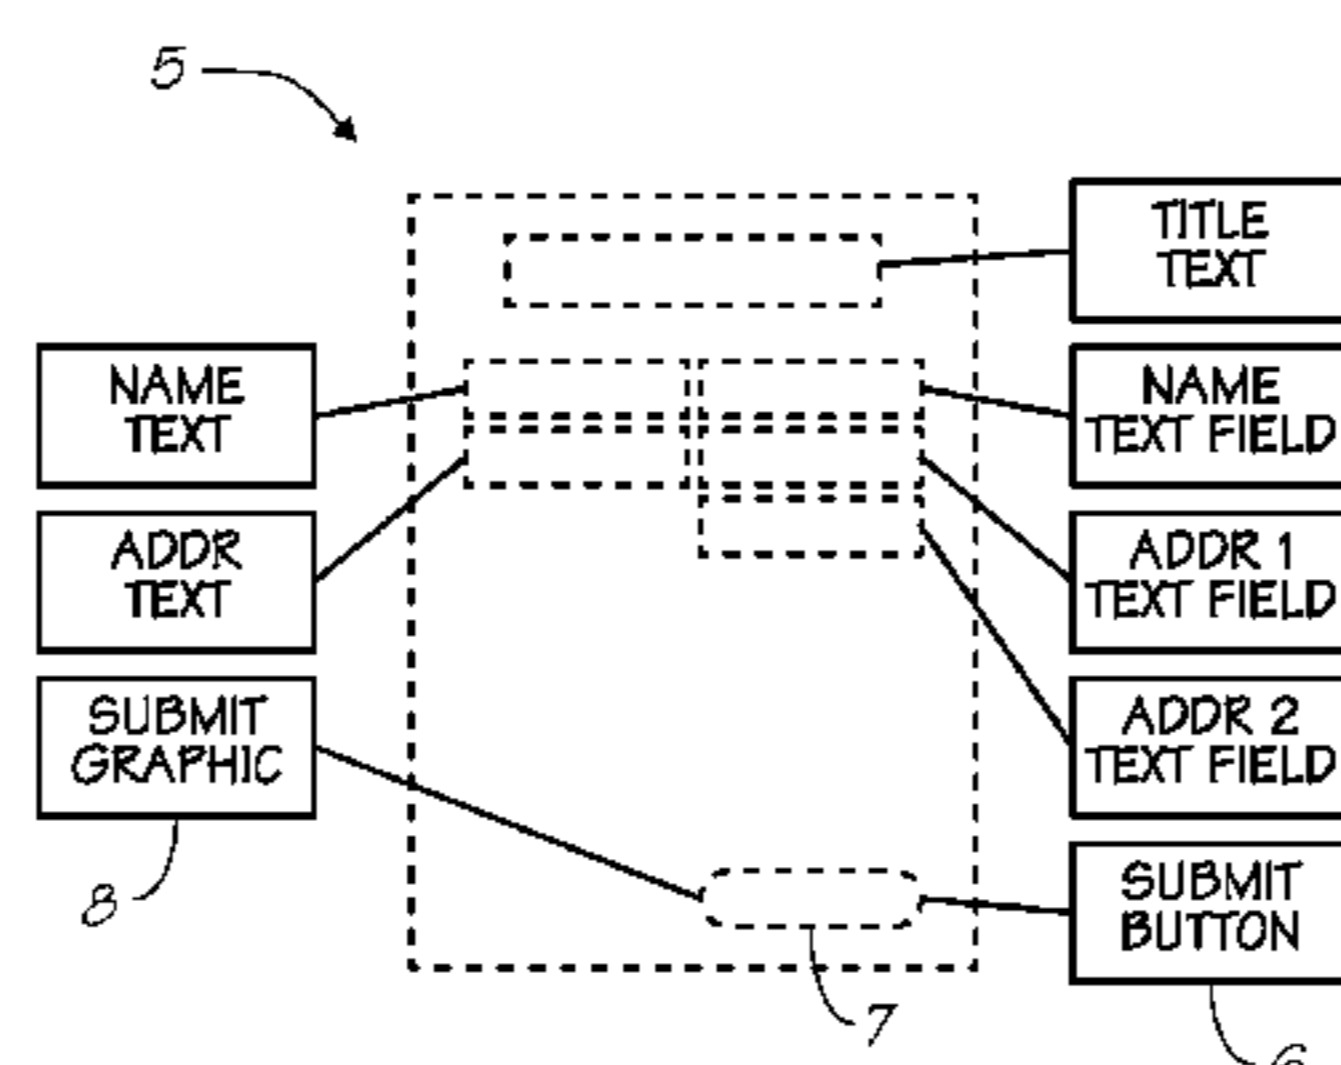 5
TITLE
TEXT
NAME
TEXT
NAME
TEXT FIELD
ADDR
TEXT
ADDR 1
TEXT FIELD
SUBMIT
GRAPHIC
ADDR 2
TEXT FIELD
8
SUBMIT
BUTTON
7
6